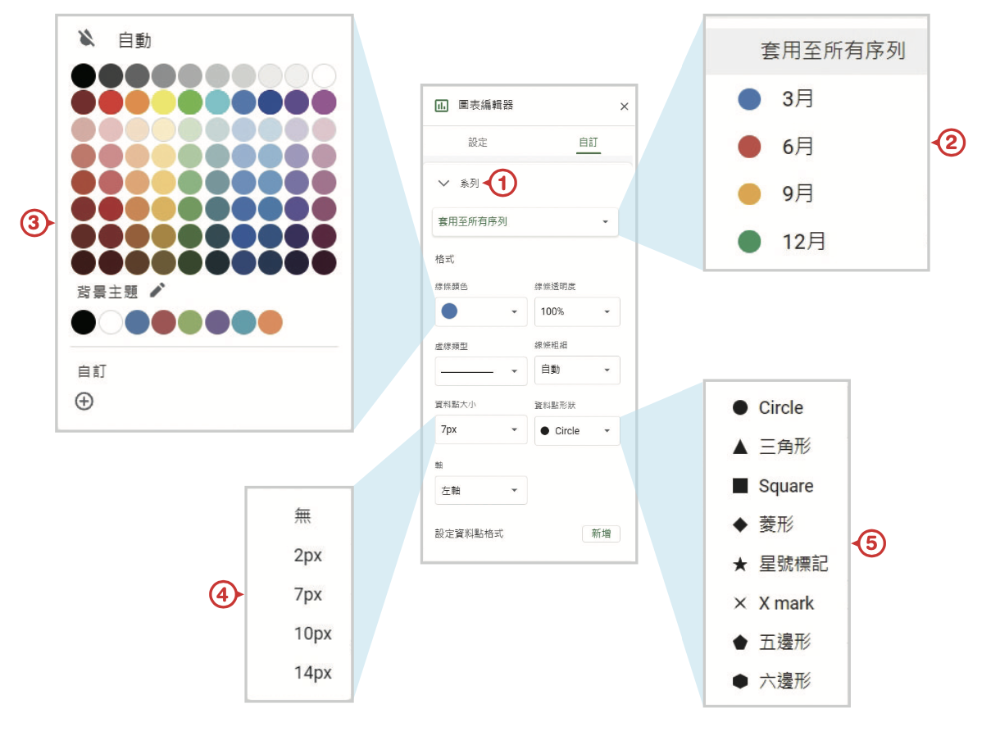 自動
背景主題
自訂
3
圖表編輯器
設定
自訂
系列
1
套用至所有序列
格式
線條顏色
線條透明度
100%
虛線類型
線條粗細
自動
資料點大小
資料點形狀
7px
Circle
軸
左軸
設定資料點格式
新增
套用至所有序列
3月
6月
9月
12月
2
無
2px
7px
10px
14px
4
Circle
三角形
Square
菱形
星號標記
X mark
五邊形
六邊形
5